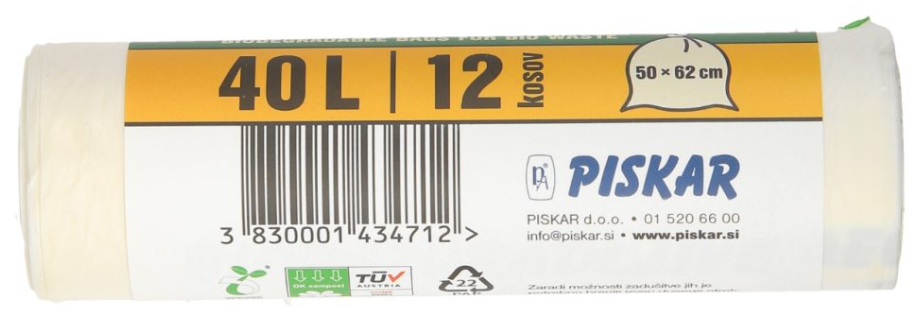 BIODEGRADABLE BAGS FOR BIO WASTE
40 L | 12 kosov
50 × 62 cm
PISKAR
PISKAR d.o.o. • 01 520 66 00
info@piskar.si • www.piskar.si
3 830001 434712 >
OK compost
TÜV
AUSTRIA
22
PAP
Zaradi možnosti zadušitve jih je